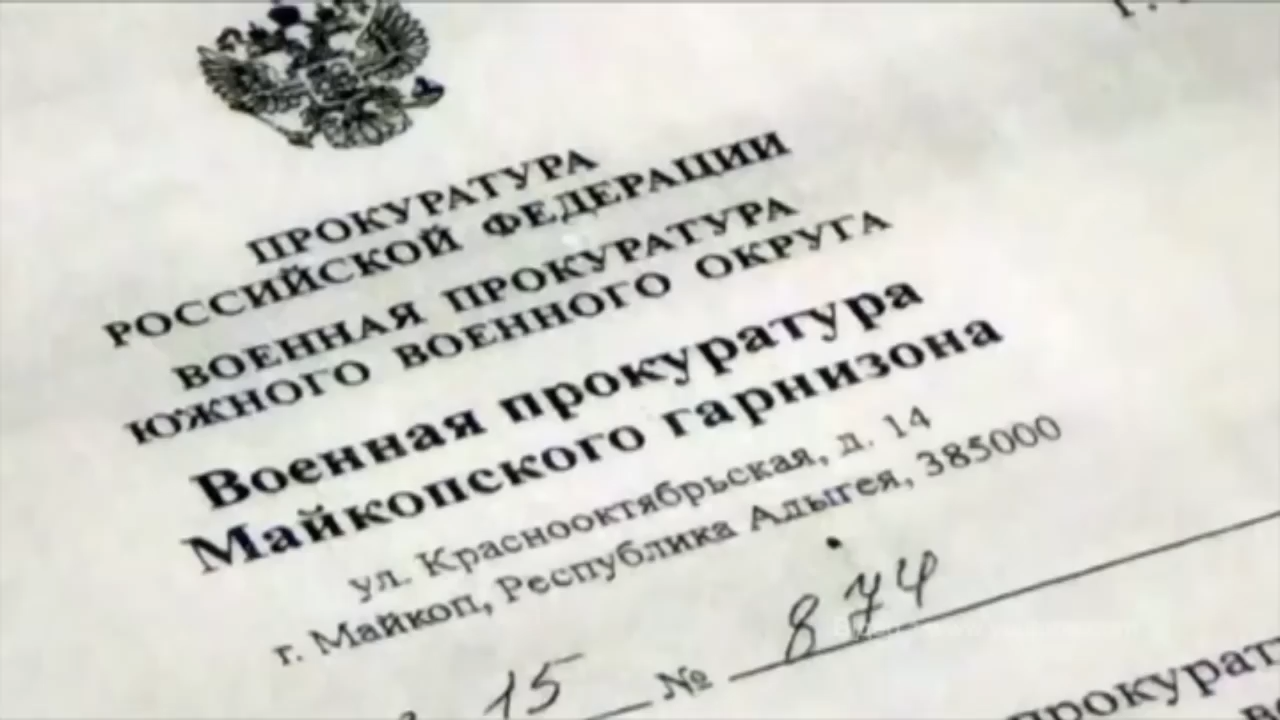 ПРОКУРАТУРА
РОССИЙСКОЙ ФЕДЕРАЦИИ
ВОЕННАЯ ПРОКУРАТУРА
ЮЖНОГО ВОЕННОГО ОКРУГА
Военная прокуратура
Майкопского гарнизона
ул. Краснооктябрьская, д. 14
г. Майкоп, Республика Адыгея, 385000
15 № 874